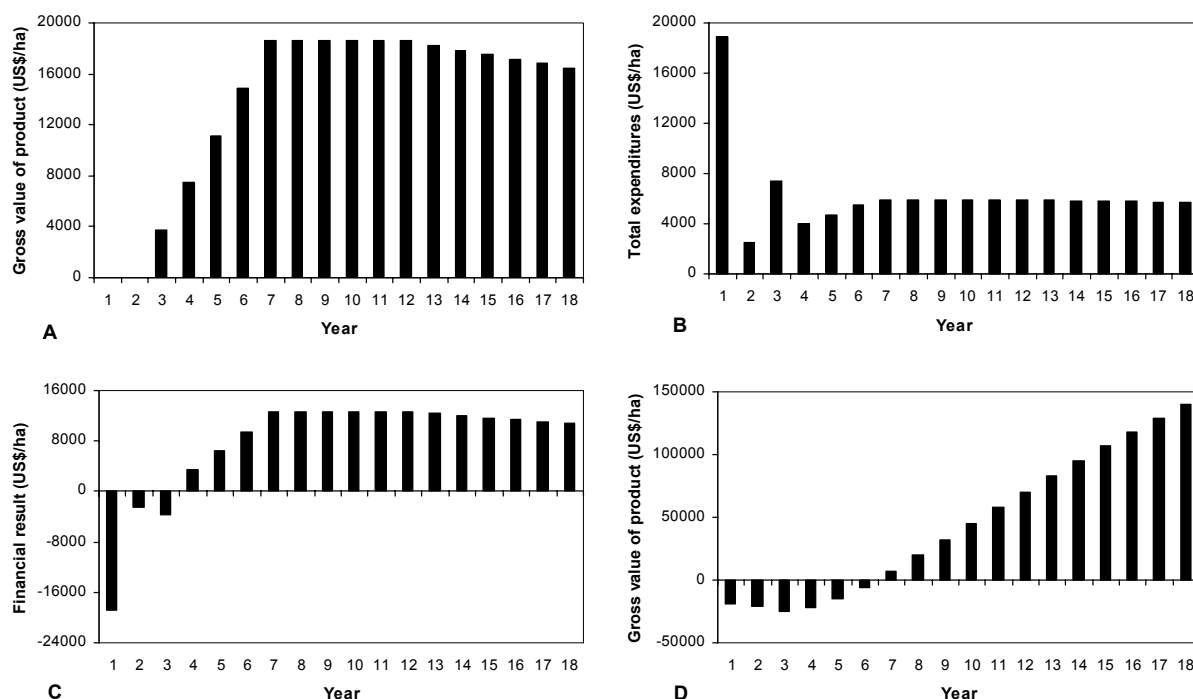 Gross value of product (US$/ha)
20000
16000
12000
8000
4000
0
1 2 3 4 5 6 7 8 9 10 11 12 13 14 15 16 17 18
Year
A
Total expenditures (US$/ha)
20000
16000
12000
8000
4000
0
1 2 3 4 5 6 7 8 9 10 11 12 13 14 15 16 17 18
Year
B
Financial result (US$/ha)
16000
8000
0
-8000
-16000
-24000
1 2 3 4 5 6 7 8 9 10 11 12 13 14 15 16 17 18
Year
C
Gross value of product (US$/ha)
150000
100000
50000
0
-50000
1 2 3 4 5 6 7 8 9 10 11 12 13 14 15 16 17 18
Year
D